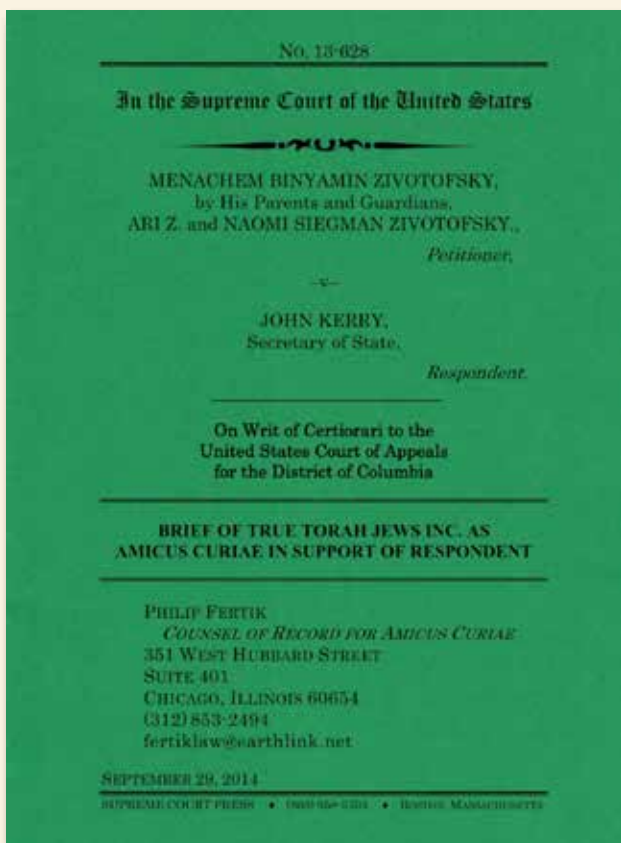 No. 13-628
In the Supreme Court of the United States
MENACHEM BINYAMIN ZIVOTOFSKY,
by His Parents and Guardians,
ARI Z. and NAOMI SIEGMAN ZIVOTOFSKY.,
Petitioner,
–v–
JOHN KERRY,
Secretary of State,
Respondent.
On Writ of Certiorari to the
United States Court of Appeals
for the District of Columbia
BRIEF OF TRUE TORAH JEWS INC. AS
AMICUS CURIAE IN SUPPORT OF RESPONDENT
PHILIP FERTIK
COUNSEL OF RECORD FOR AMICUS CURIAE
351 WEST HUBBARD STREET
SUITE 401
CHICAGO, ILLINOIS 60654
(312) 853-2494
fertiklaw@earthlink.net
SEPTEMBER 29, 2014
SUPREME COURT PRESS ♦ ♦ BOSTON, MASSACHUSETTS